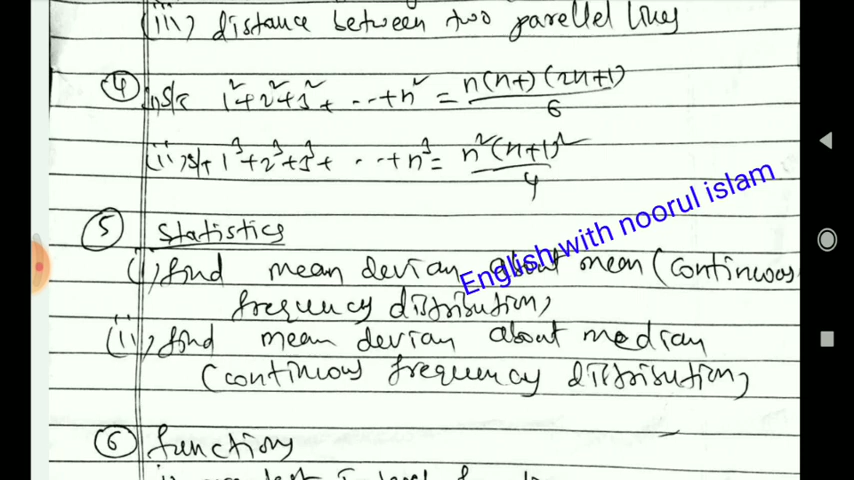 (iii) distance between two parellel lines
④ i, S/T 1²+2²+3²+ ...+n² = n(n+)(2n+1)/6
(ii) S/T 1³+2³+3³+ ...+n³ = n²(n+1)²/4
⑤ Statistics
(i) find mean devian about mean (continuous
frequency distribution)
(ii) find mean devian about median
(continuous frequency distribution)
⑥ functions
English with noorul islam